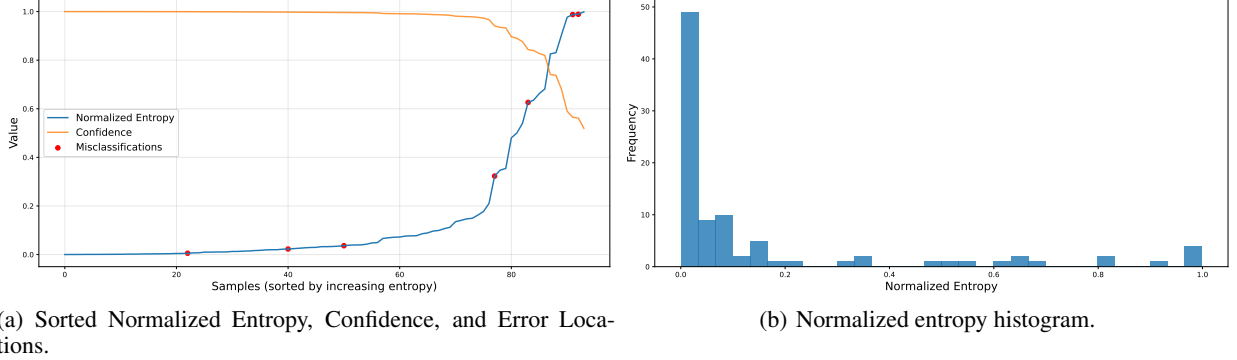 1.0
0.8
0.6
0.4
0.2
0.0
Value
Normalized Entropy
Confidence
Misclassifications
0
20
40
60
80
Samples (sorted by increasing entropy)
(a) Sorted Normalized Entropy, Confidence, and Error Loca-
tions.
50
40
30
20
10
0
Frequency
0.0
0.2
0.4
0.6
0.8
1.0
Normalized Entropy
(b) Normalized entropy histogram.